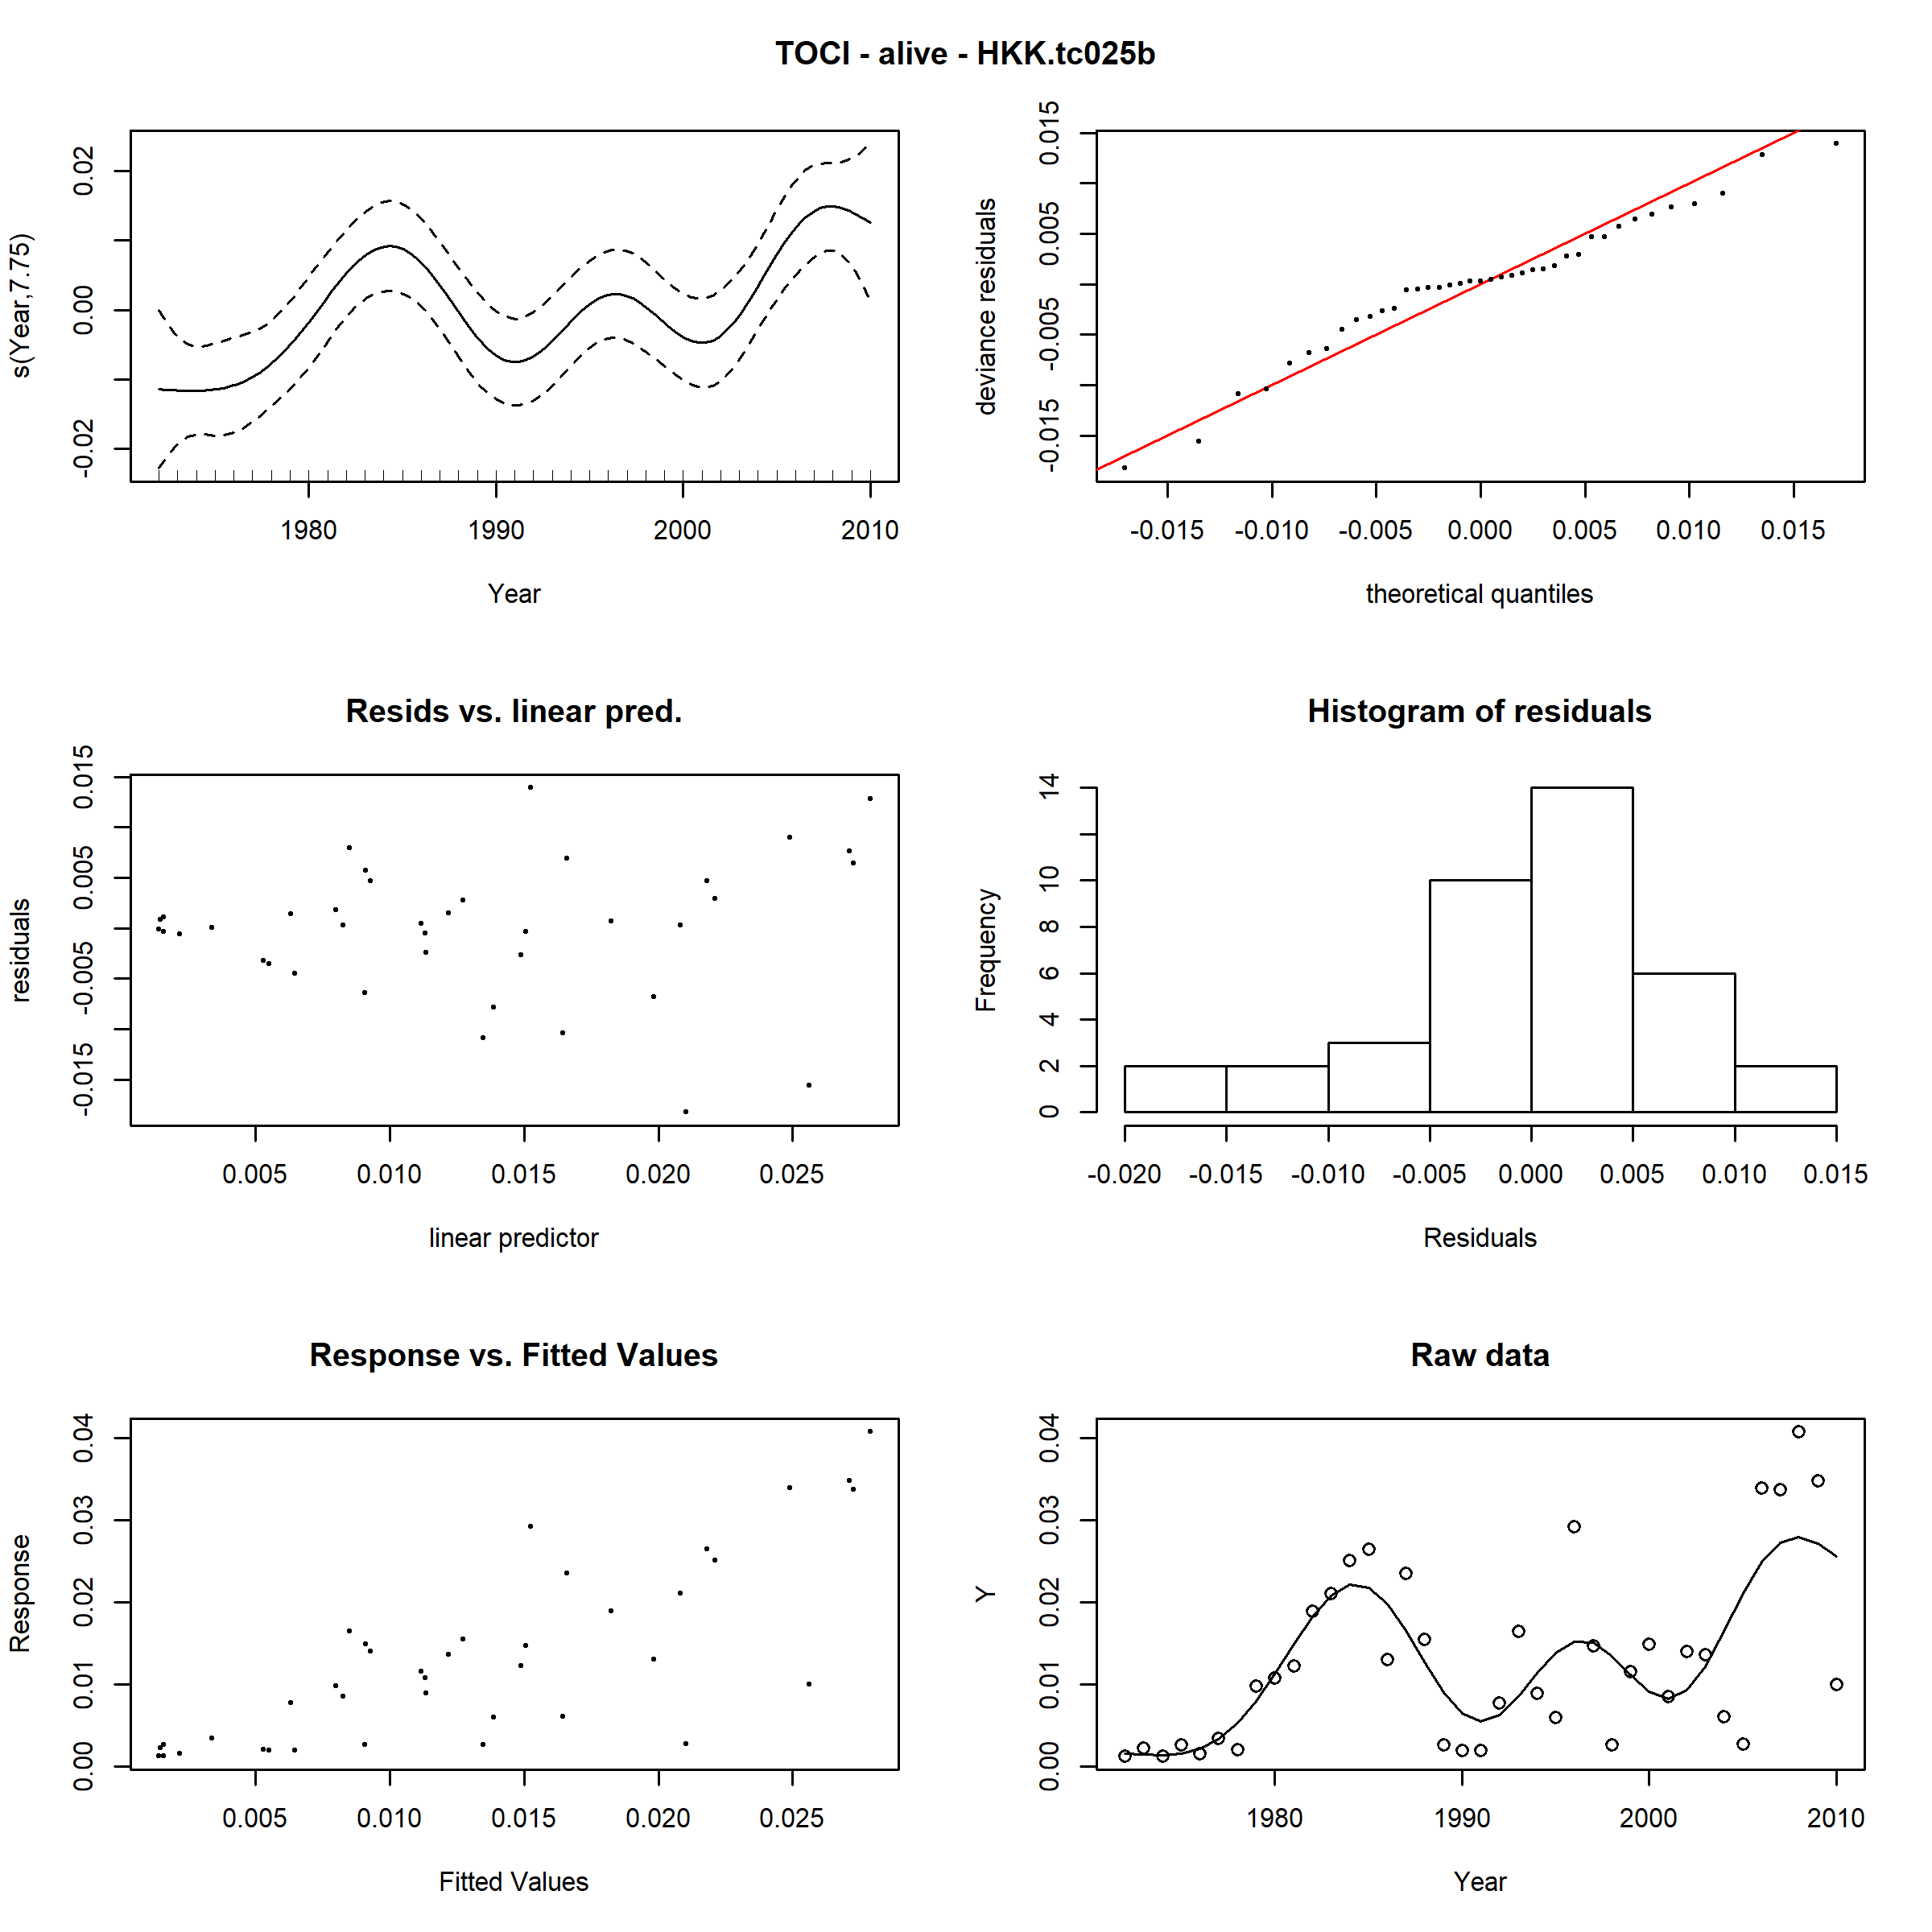 TOCI - alive - HKK.tc025b
s(Year,7.75)
-0.02 0.00 0.02
1980 1990 2000 2010
Year
deviance residuals
-0.015 -0.005 0.005 0.015
-0.015 -0.010 -0.005 0.000 0.005 0.010 0.015
theoretical quantiles
Resids vs. linear pred.
residuals
-0.015 -0.005 0.005 0.015
0.005 0.010 0.015 0.020 0.025
linear predictor
Histogram of residuals
Frequency
0 2 4 6 8 10 14
-0.020 -0.015 -0.010 -0.005 0.000 0.005 0.010 0.015
Residuals
Response vs. Fitted Values
Response
0.00 0.01 0.02 0.03 0.04
0.005 0.010 0.015 0.020 0.025
Fitted Values
Raw data
Y
0.00 0.01 0.02 0.03 0.04
1980 1990 2000 2010
Year